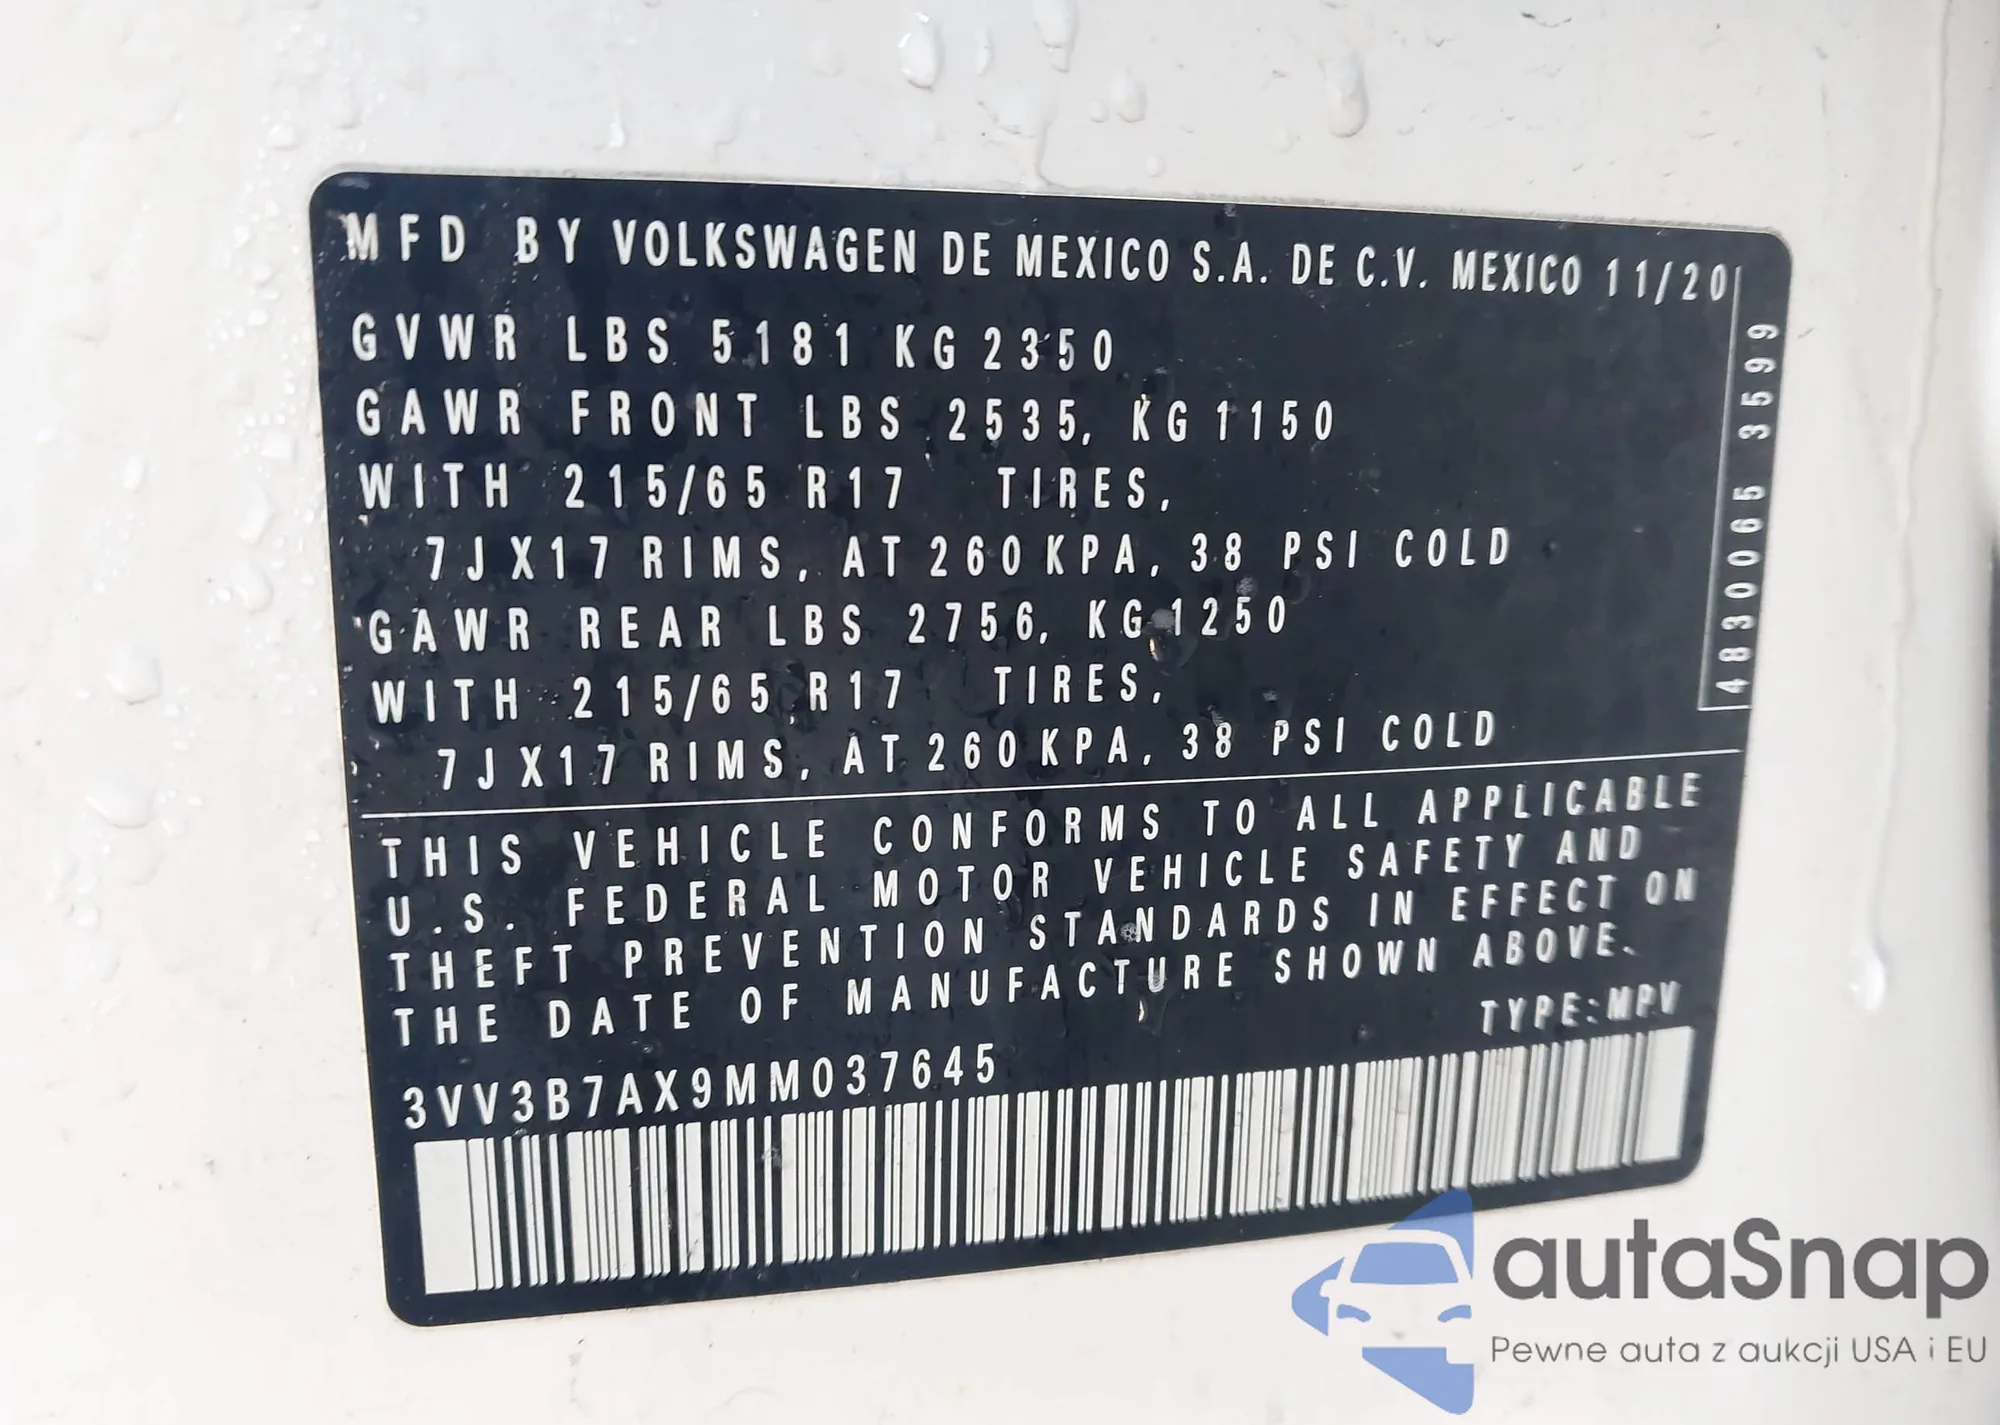 MFD BY VOLKSWAGEN DE MEXICO S.A. DE C.V. MEXICO 11/20
GVWR LBS 5181 KG 2350
GAWR FRONT LBS 2535, KG 1150
WITH 215/65 R17 TIRES,
7JX17 RIMS, AT 260 KPA, 38 PSI COLD
GAWR REAR LBS 2756, KG 1250
WITH 215/65 R17 TIRES,
7JX17 RIMS, AT 260 KPA, 38 PSI COLD
4830065 3599
THIS VEHICLE CONFORMS TO ALL APPLICABLE
U.S. FEDERAL MOTOR VEHICLE SAFETY AND
THEFT PREVENTION STANDARDS IN EFFECT ON
THE DATE OF MANUFACTURE SHOWN ABOVE.
TYPE:MPV
3VV3B7AX9MM037645
autaSnap
Pewne auta z aukcji USA i EU